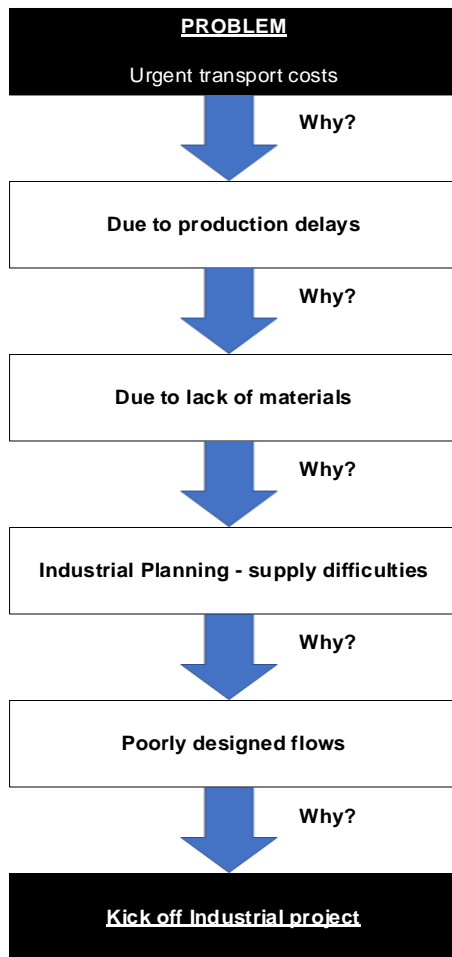 PROBLEM
Urgent transport costs
Why?
Due to production delays
Why?
Due to lack of materials
Why?
Industrial Planning - supply difficulties
Why?
Poorly designed flows
Why?
Kick off Industrial project